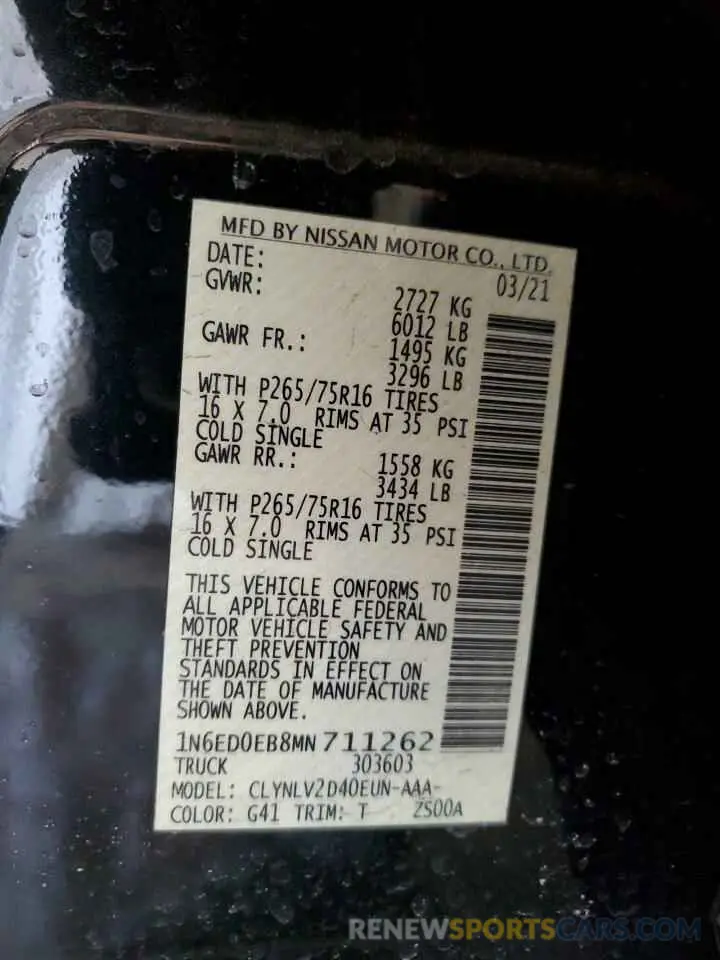 MFD BY NISSAN MOTOR CO., LTD.
DATE: 03/21
GVWR: 2727 KG
6012 LB
GAWR FR.: 1495 KG
3296 LB
WITH P265/75R16 TIRES
16 X 7.0 RIMS AT 35 PSI
COLD SINGLE
GAWR RR.: 1558 KG
3434 LB
WITH P265/75R16 TIRES
16 X 7.0 RIMS AT 35 PSI
COLD SINGLE
THIS VEHICLE CONFORMS TO
ALL APPLICABLE FEDERAL
MOTOR VEHICLE SAFETY AND
THEFT PREVENTION
STANDARDS IN EFFECT ON
THE DATE OF MANUFACTURE
SHOWN ABOVE.
1N6ED0EB8MN711262
TRUCK 303603
MODEL: CLYNLV2D40EUN-AAA-
COLOR: G41 TRIM: T ZS00A
RENEWSPORTSCARS.COM